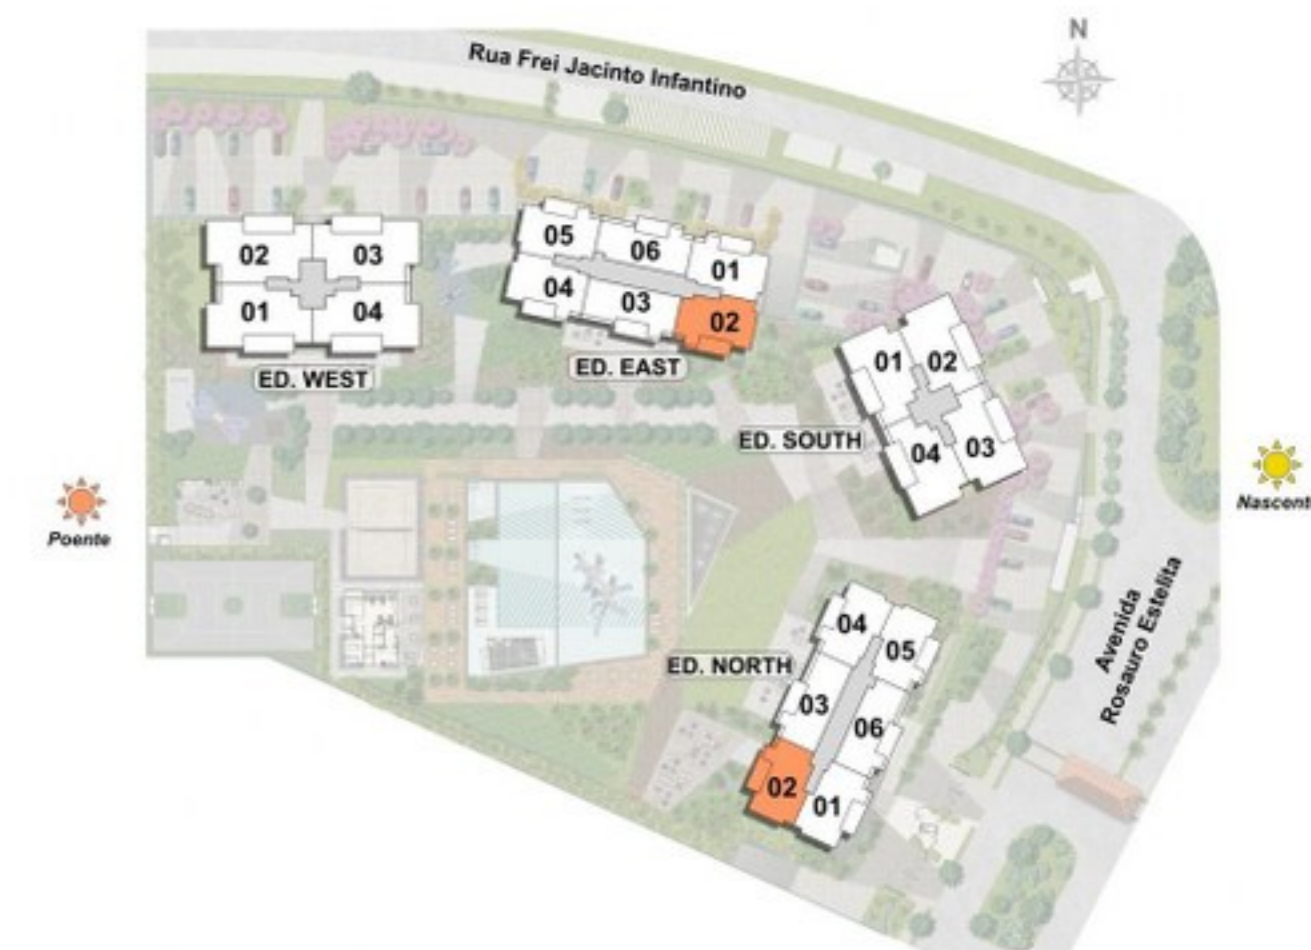 N
Rua Frei Jacinto Infantino
02 03
01 04
ED. WEST
05 06 01
04 03 02
ED. EAST
01 02
04 03
ED. SOUTH
Poente
Nascent
04 05
03 06
02 01
ED. NORTH
Avenida
Rosauro Estelita